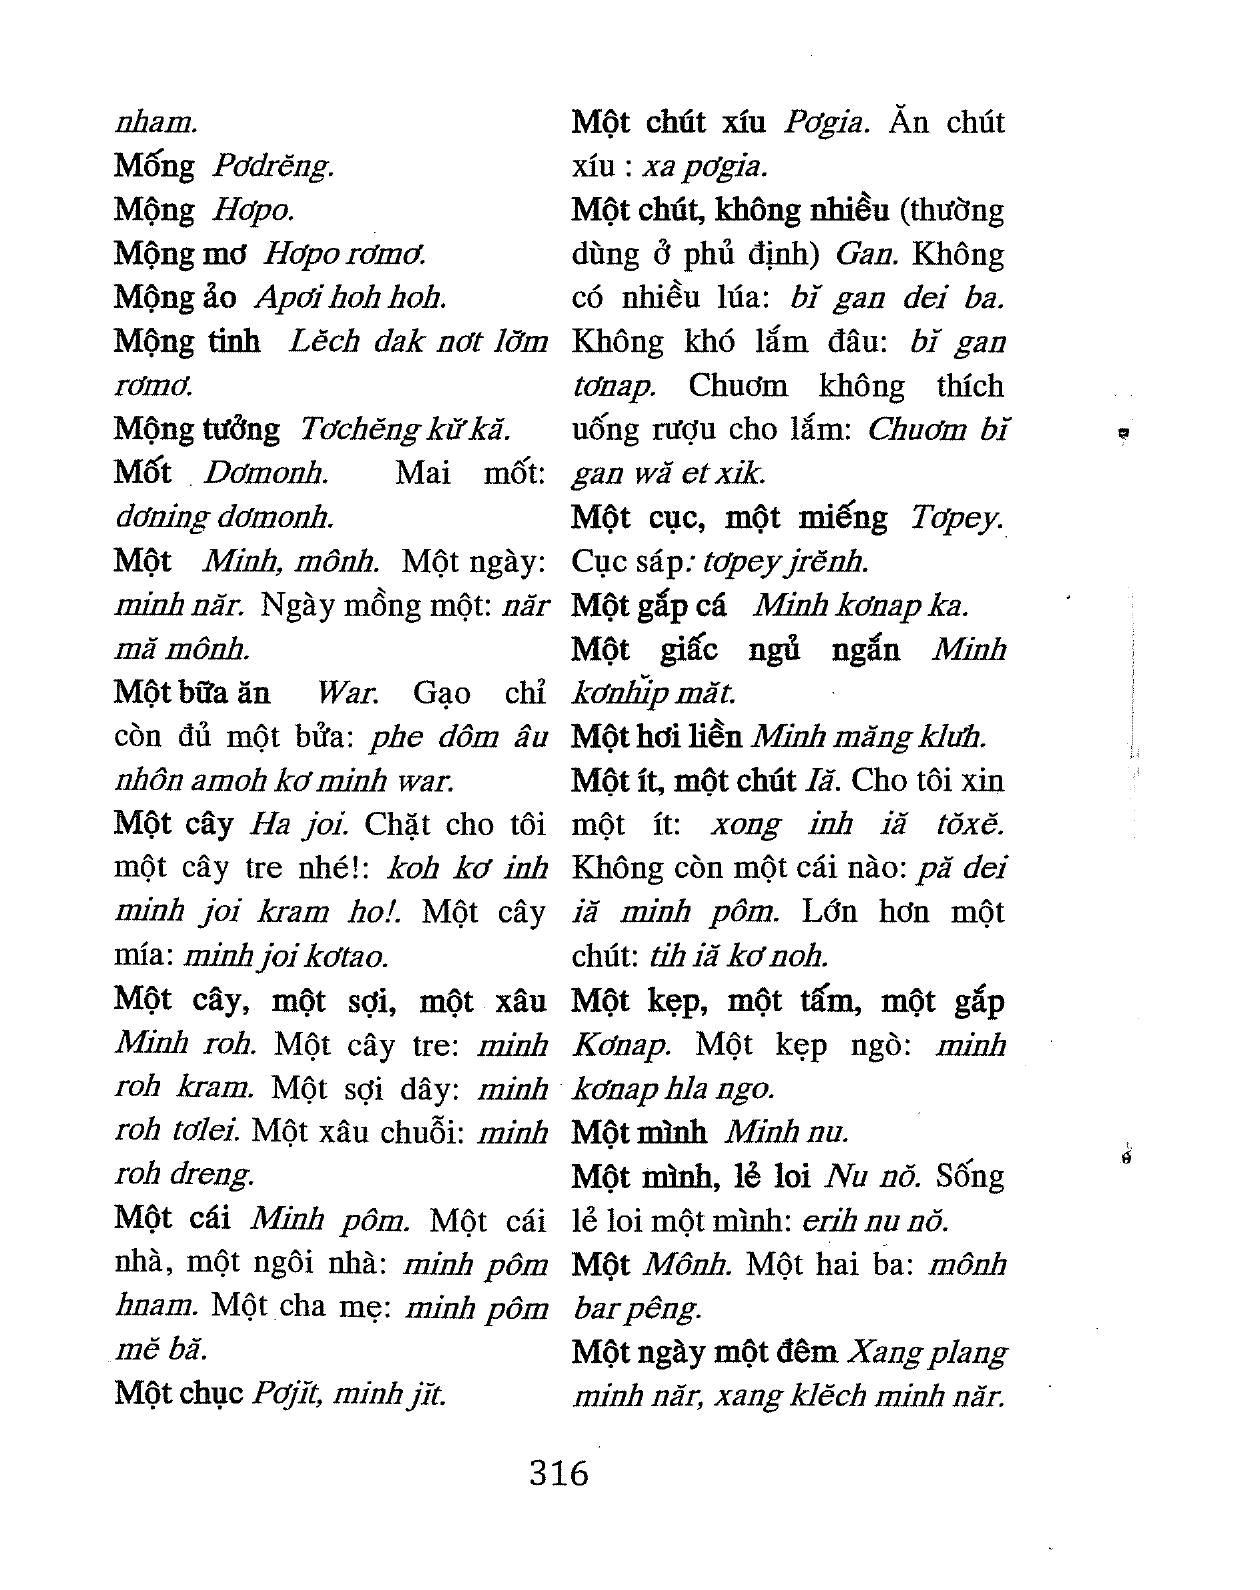 nham.
Mống Pơdrĕng.
Mộng Hơpo.
Mộng mơ Hơpo rơmơ.
Mộng ảo Apơi hoh hoh.
Mộng tinh Lĕch dak nơt lơ̆m
rơmơ.
Mộng tưởng Tơchĕng kư̆ kă.
Mốt Dơmonh. Mai mốt:
dơning dơmonh.
Một Minh, mônh. Một ngày:
minh năr. Ngày mồng một: năr
mă mônh.
Một bữa ăn War. Gạo chỉ
còn đủ một bửa: phe dôm âu
nhôn amoh kơ minh war.
Một cây Ha joi. Chặt cho tôi
một cây tre nhé!: koh kơ inh
minh joi kram ho!. Một cây
mía: minh joi kơtao.
Một cây, một sợi, một xâu
Minh roh. Một cây tre: minh
roh kram. Một sợi dây: minh
roh tơlei. Một xâu chuỗi: minh
roh dreng.
Một cái Minh pôm. Một cái
nhà, một ngôi nhà: minh pôm
hnam. Một cha mẹ: minh pôm
mĕ bă.
Một chục Pơjĭt, minh jĭt.
Một chút xíu Pơgia. Ăn chút
xíu : xa pơgia.
Một chút, không nhiều (thường
dùng ở phủ định) Gan. Không
có nhiều lúa: bĭ gan dei ba.
Không khó lắm đâu: bĭ gan
tơnap. Chuơm không thích
uống rượu cho lắm: Chuơm bĭ
gan wă et xik.
Một cục, một miếng Tơpey.
Cục sáp: tơpey jrĕnh.
Một gắp cá Minh kơnap ka.
Một giấc ngủ ngắn Minh
kơnhĭp măt.
Một hơi liền Minh măng klưh.
Một ít, một chút Iă. Cho tôi xin
một ít: xong inh iă tŏxĕ.
Không còn một cái nào: pă dei
iă minh pôm. Lớn hơn một
chút: tih iă kơ noh.
Một kẹp, một tấm, một gắp
Kơnap. Một kẹp ngò: minh
kơnap hla ngo.
Một mình Minh nu.
Một mình, lẻ loi Nu nŏ. Sống
lẻ loi một mình: erih nu nŏ.
Một Mônh. Một hai ba: mônh
bar pêng.
Một ngày một đêm Xang plang
minh năr, xang klĕch minh năr.
316